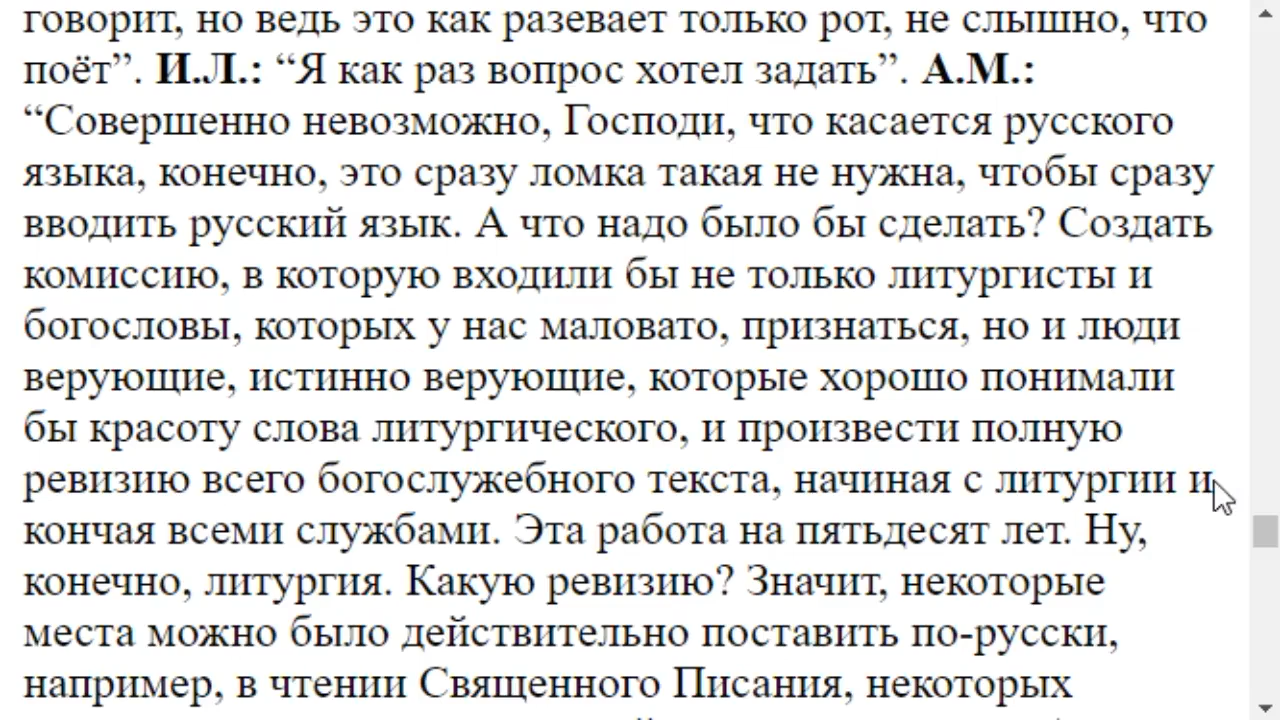 говорит, но ведь это как разевает только рот, не слышно, что
поёт”. И.Л.: “Я как раз вопрос хотел задать”. А.М.:
“Совершенно невозможно, Господи, что касается русского
языка, конечно, это сразу ломка такая не нужна, чтобы сразу
вводить русский язык. А что надо было бы сделать? Создать
комиссию, в которую входили бы не только литургисты и
богословы, которых у нас маловато, признаться, но и люди
верующие, истинно верующие, которые хорошо понимали
бы красоту слова литургического, и произвести полную
ревизию всего богослужебного текста, начиная с литургии и
кончая всеми службами. Эта работа на пятьдесят лет. Ну,
конечно, литургия. Какую ревизию? Значит, некоторые
места можно было действительно поставить по-русски,
например, в чтении Священного Писания, некоторых